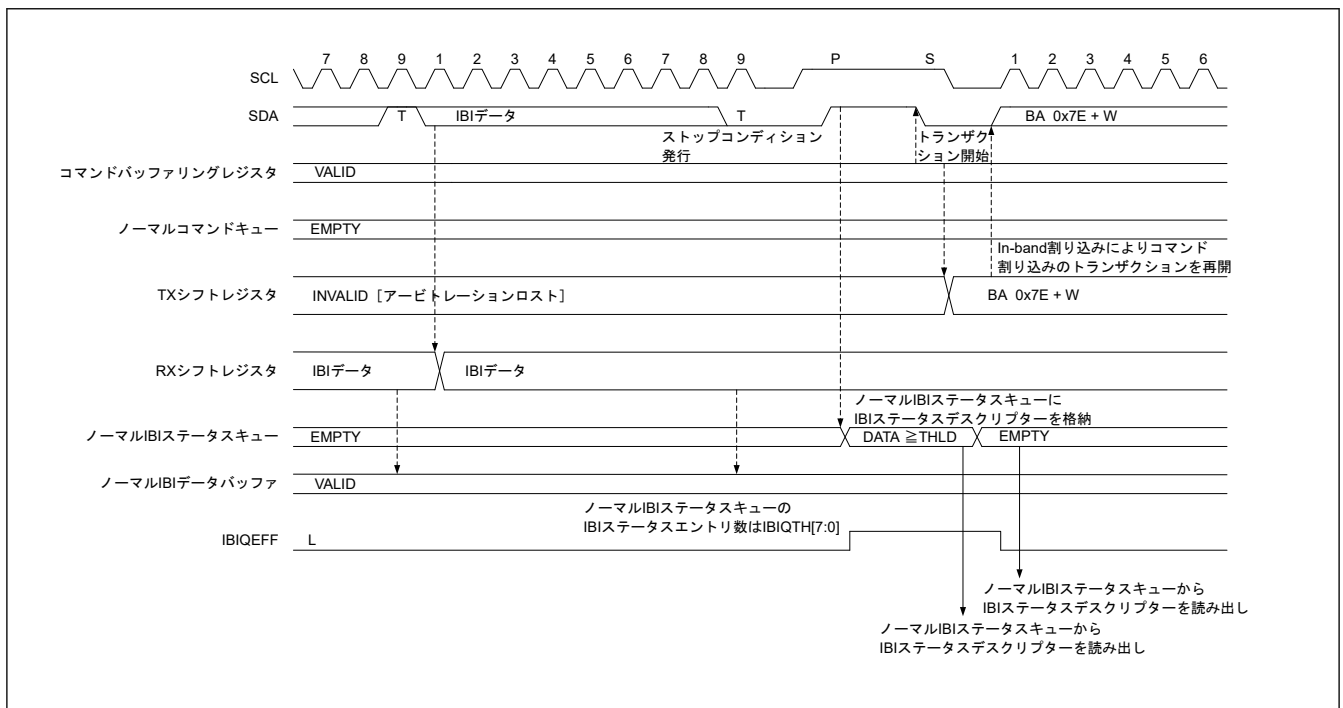 7 8 9 1 2 3 4 5 6 7 8 9 P S 1 2 3 4 5 6
SCL
SDA T IBIデータ T BA 0x7E + W
ストップコンディション
発行
トランザク
ション開始
コマンドバッファリングレジスタ VALID
ノーマルコマンドキュー EMPTY
In-band割り込みによりコマンド
割り込みのトランザクションを再開
TXシフトレジスタ INVALID［アービトレーションロスト］ BA 0x7E + W
RXシフトレジスタ IBIデータ IBIデータ
ノーマルIBIステータスキューに
IBIステータスデスクリプターを格納
ノーマルIBIステータスキュー EMPTY DATA ≧THLD EMPTY
ノーマルIBIデータバッファ VALID
ノーマルIBIステータスキューの
IBIステータスエントリ数はIBIQTH[7:0]
IBIQEFF L
ノーマルIBIステータスキューから
IBIステータスデスクリプターを読み出し
ノーマルIBIステータスキューから
IBIステータスデスクリプターを読み出し